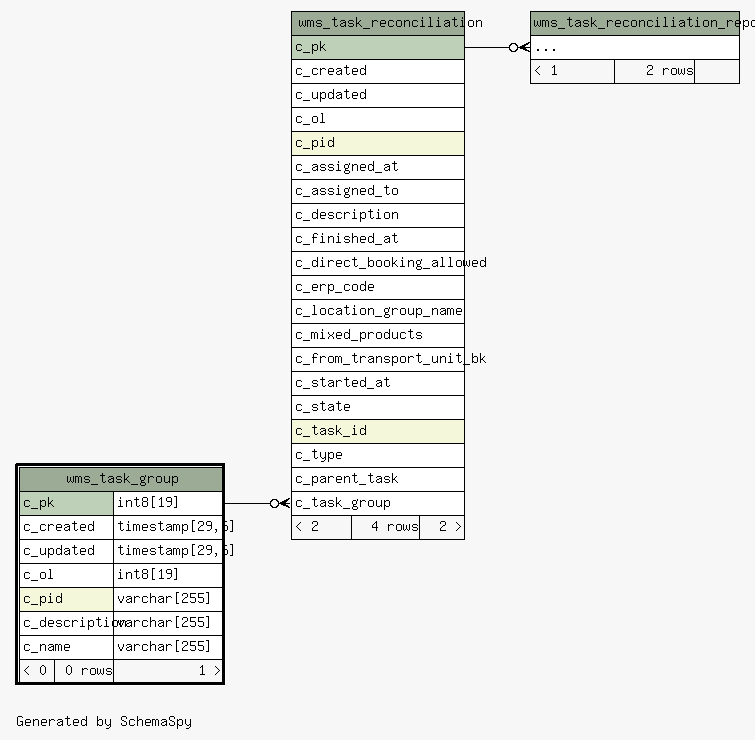 wms_task_reconciliation
c_pk
c_created
c_updated
c_ol
c_pid
c_assigned_at
c_assigned_to
c_description
c_finished_at
c_direct_booking_allowed
c_erp_code
c_location_group_name
c_mixed_products
c_from_transport_unit_bk
c_started_at
c_state
c_task_id
c_type
c_parent_task
c_task_group
< 2 4 rows 2 >
wms_task_reconciliation_repo
...
< 1 2 rows
wms_task_group
c_pk int8[19]
c_created timestamp[29,6]
c_updated timestamp[29,6]
c_ol int8[19]
c_pid varchar[255]
c_description varchar[255]
c_name varchar[255]
< 0 0 rows 1 >
Generated by SchemaSpy